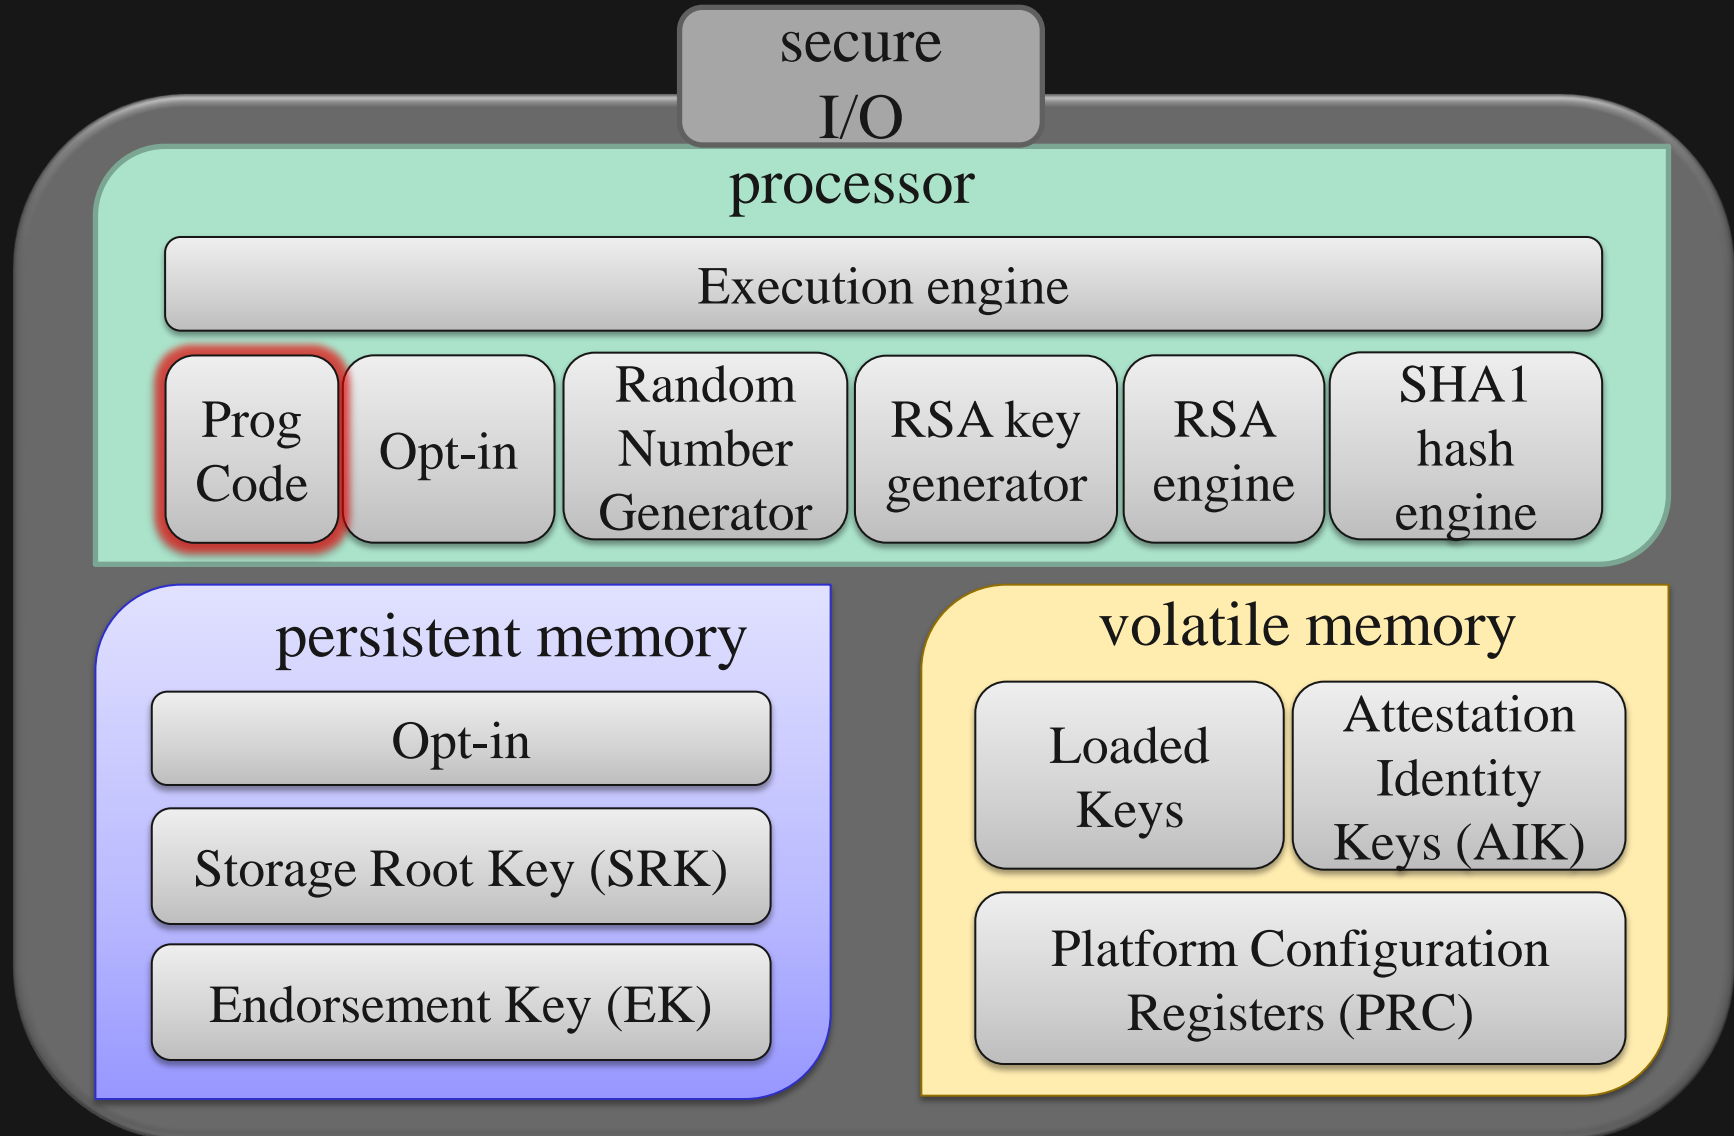 secure
I/O
processor
Execution engine
Prog
Code
Opt-in
Random
Number
Generator
RSA key
generator
RSA
engine
SHA1
hash
engine
persistent memory
Opt-in
Storage Root Key (SRK)
Endorsement Key (EK)
volatile memory
Loaded
Keys
Attestation
Identity
Keys (AIK)
Platform Configuration
Registers (PRC)